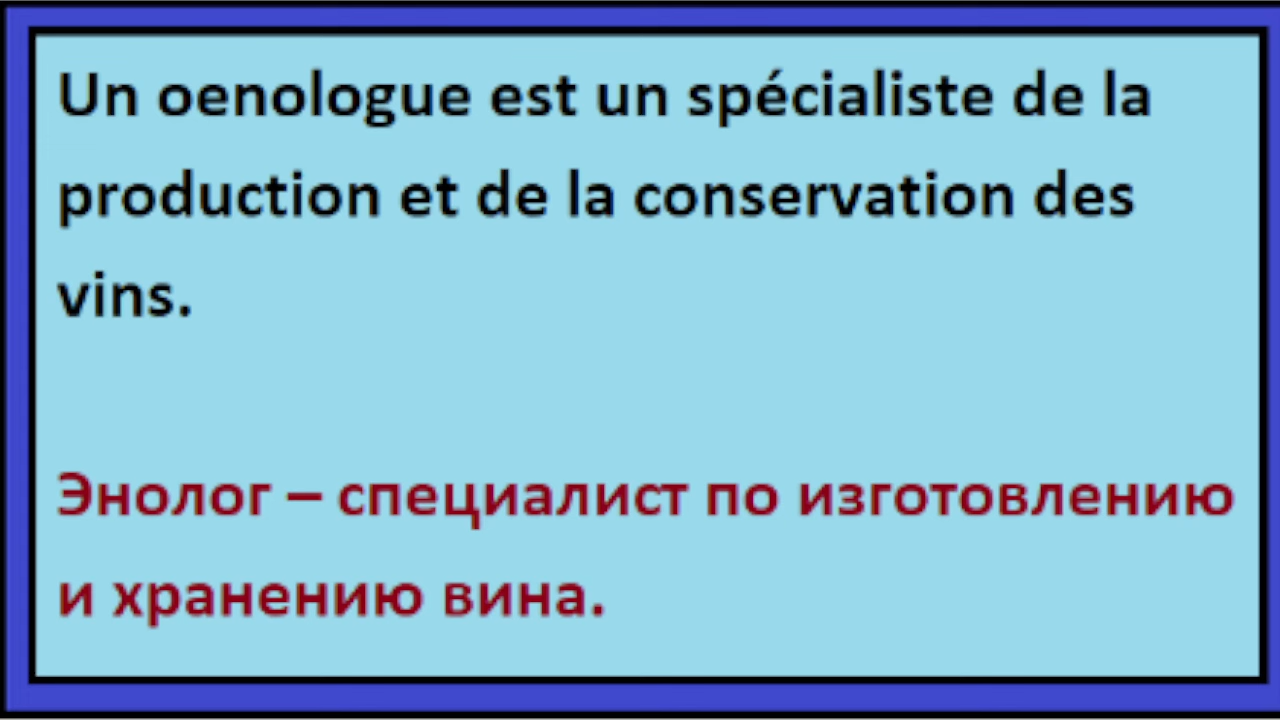 Un oenologue est un spécialiste de la
production et de la conservation des
vins.
Энолог – специалист по изготовлению
и хранению вина.